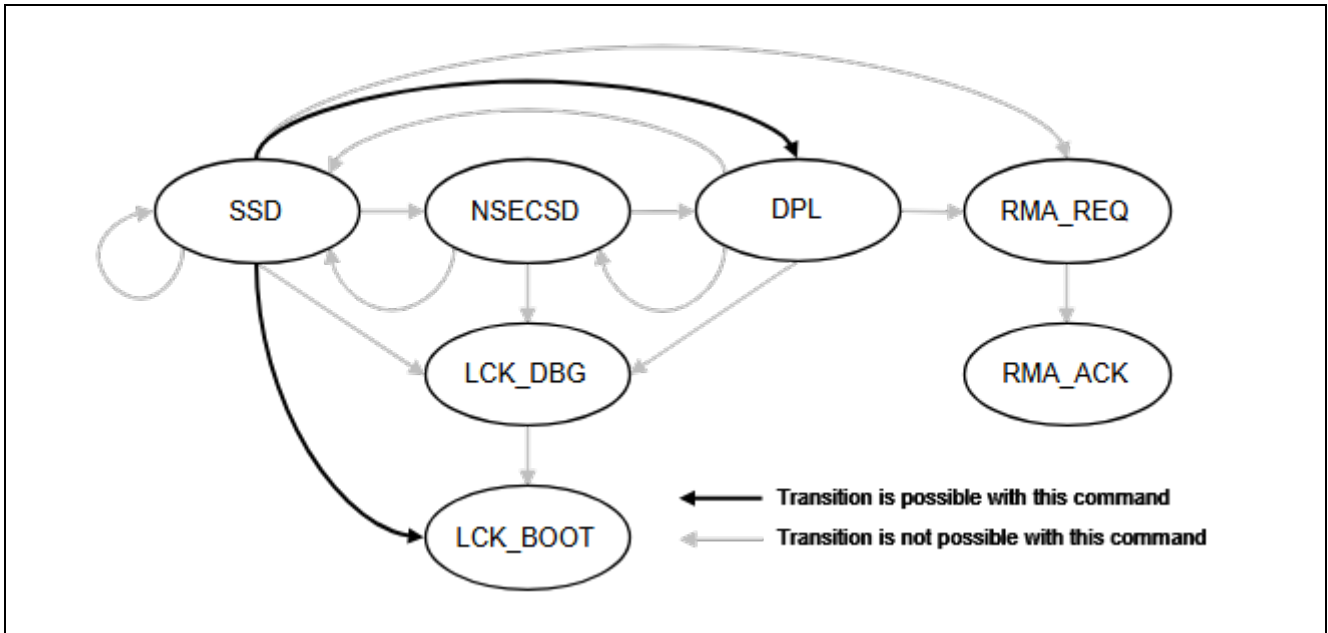 SSD
NSECSD
DPL
RMA_REQ
LCK_DBG
RMA_ACK
LCK_BOOT
Transition is possible with this command
Transition is not possible with this command